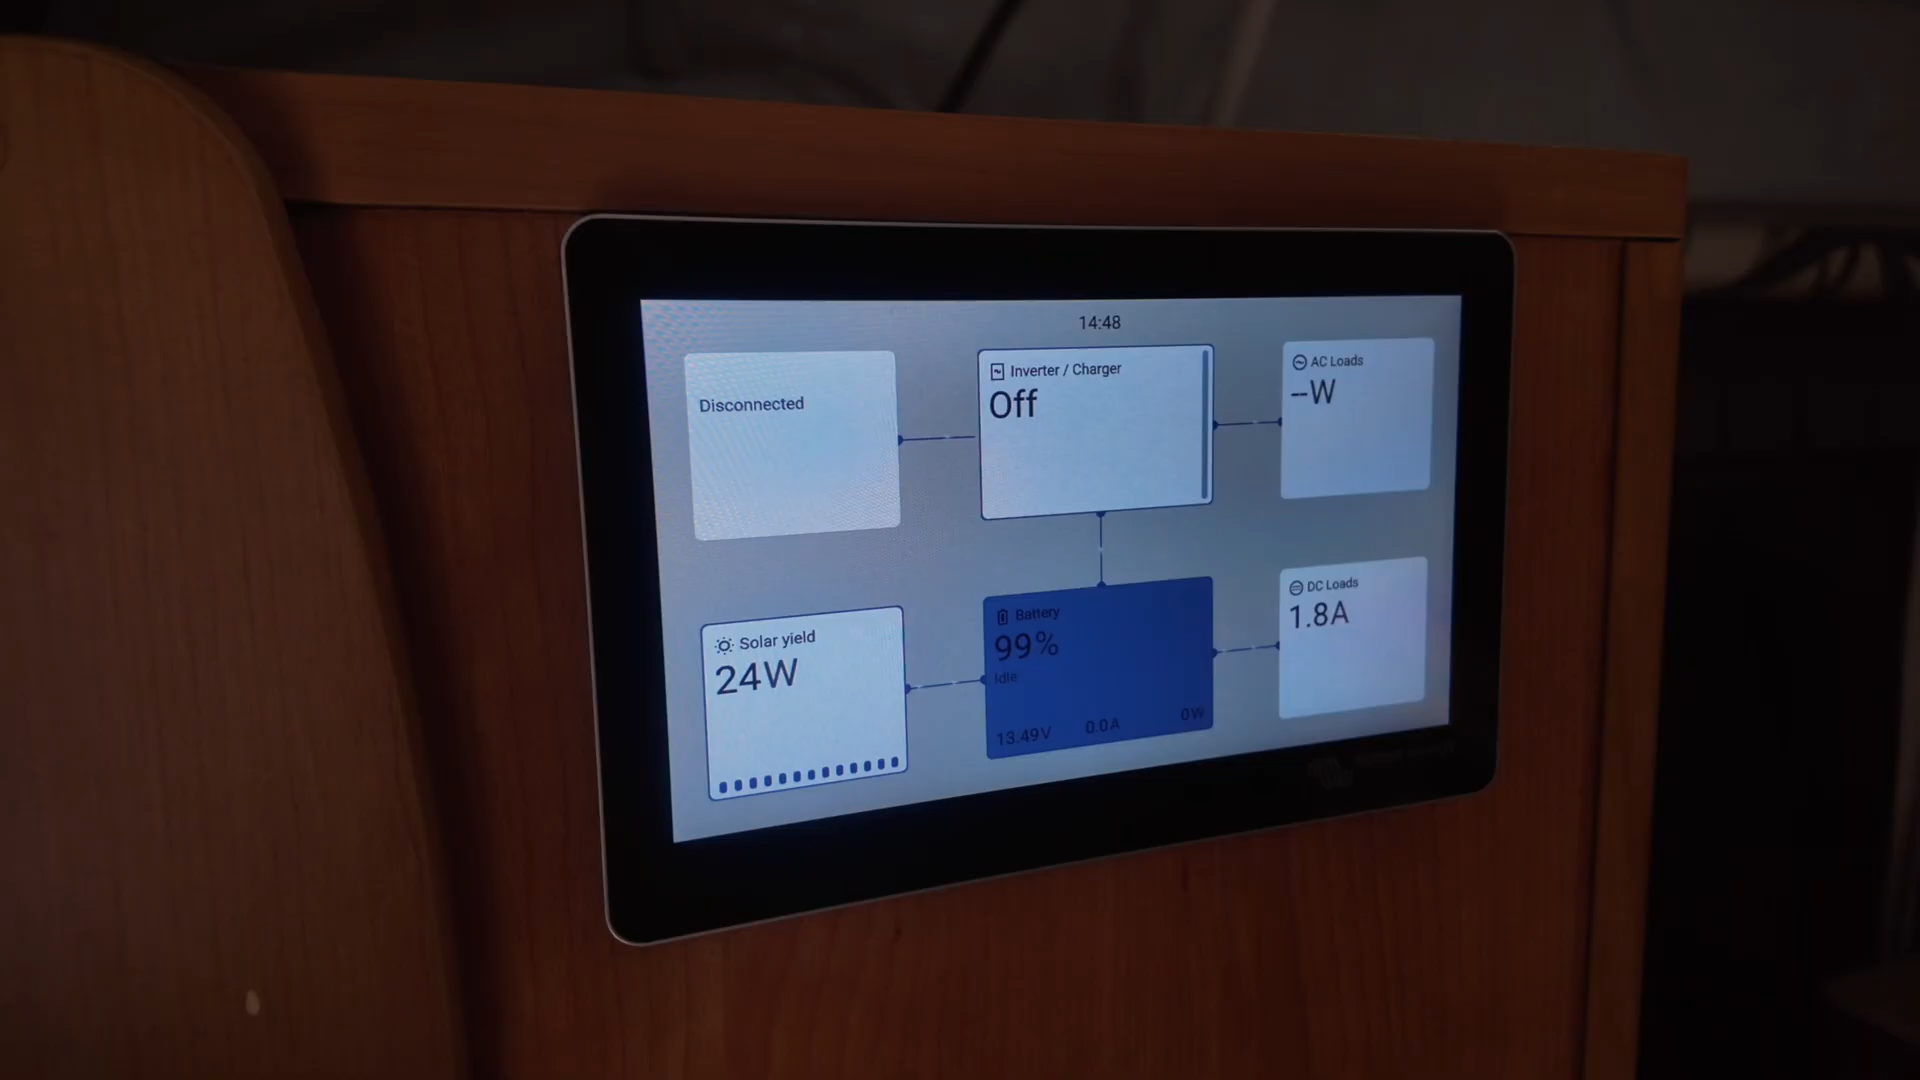 14:48
Disconnected
Inverter / Charger
Off
AC Loads
--W
Solar yield
24W
Battery
99%
Idle
13.49V 0.0A 0W
DC Loads
1.8A